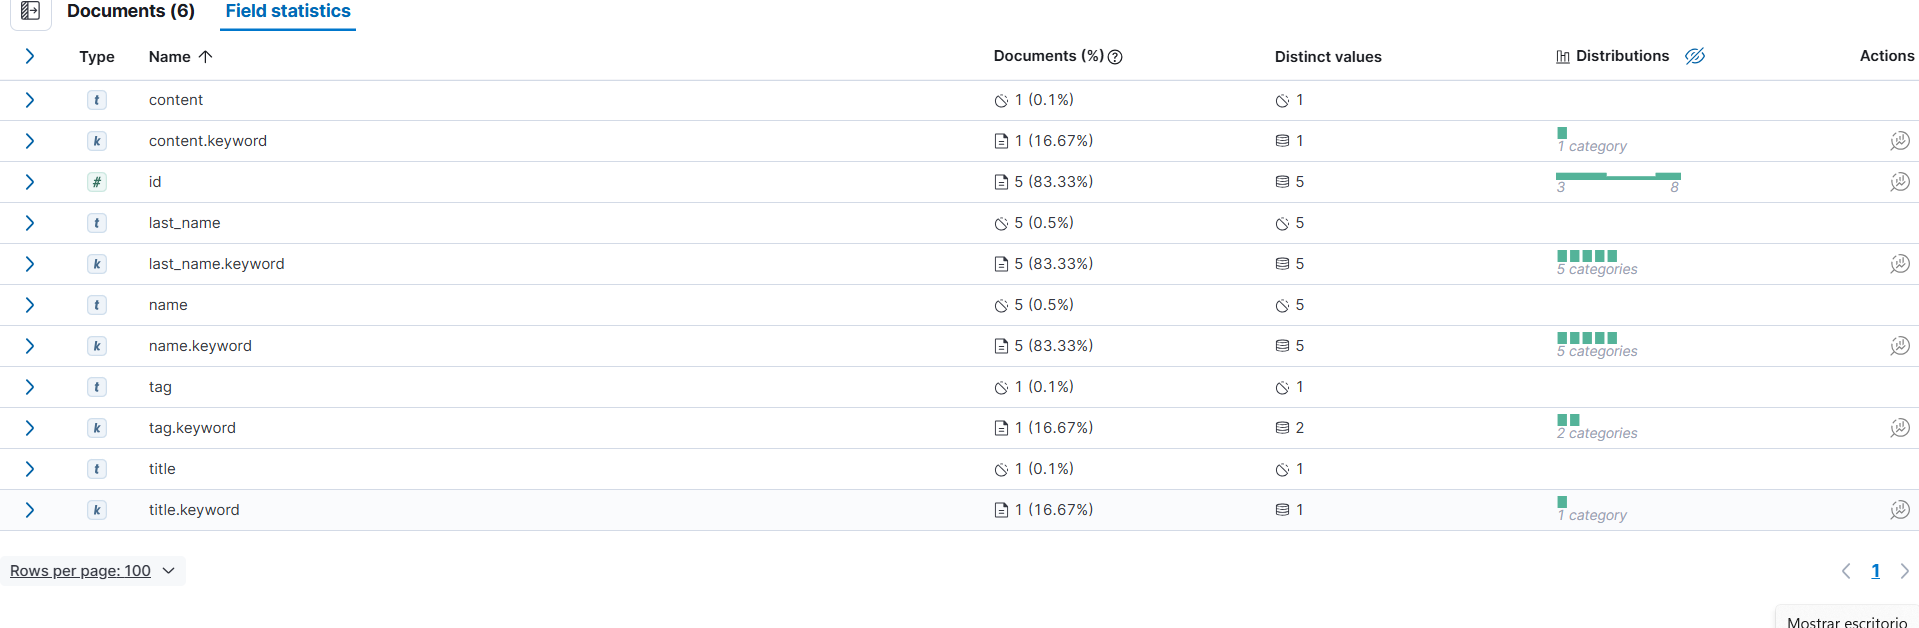 Documents (6) Field statistics
Type Name Documents (%) Distinct values Distributions Actions
t content 1 (0.1%) 1
k content.keyword 1 (16.67%) 1 1 category
# id 5 (83.33%) 5 3 8
t last_name 5 (0.5%) 5
k last_name.keyword 5 (83.33%) 5 5 categories
t name 5 (0.5%) 5
k name.keyword 5 (83.33%) 5 5 categories
t tag 1 (0.1%) 1
k tag.keyword 1 (16.67%) 2 2 categories
t title 1 (0.1%) 1
k title.keyword 1 (16.67%) 1 1 category
Rows per page: 100 1
Mostrar escritorio